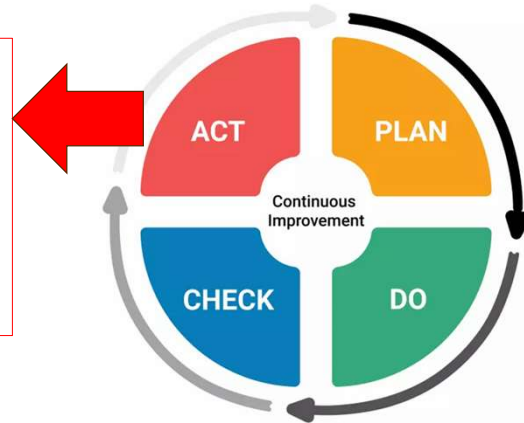 ACT
PLAN
Continuous
Improvement
CHECK
DO